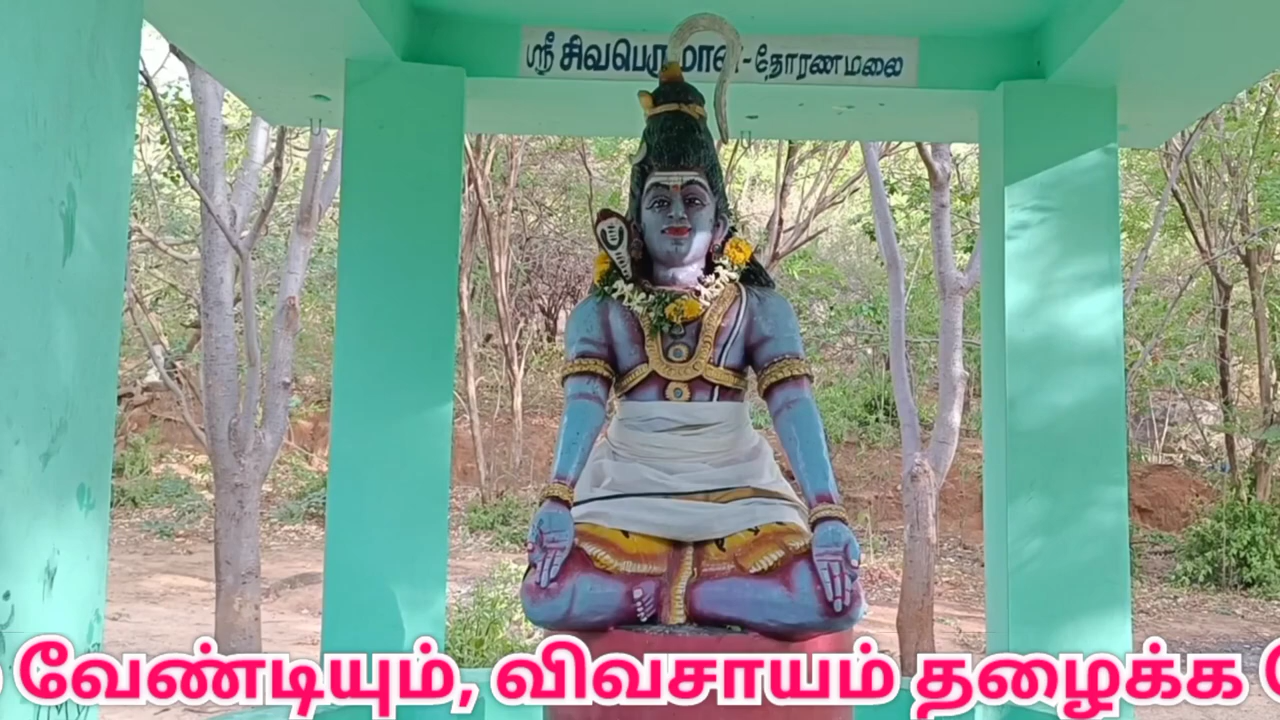 ஸ்ரீ சிவபெருமான்-தோரணமலை
வேண்டியும், விவசாயம் தழைக்க